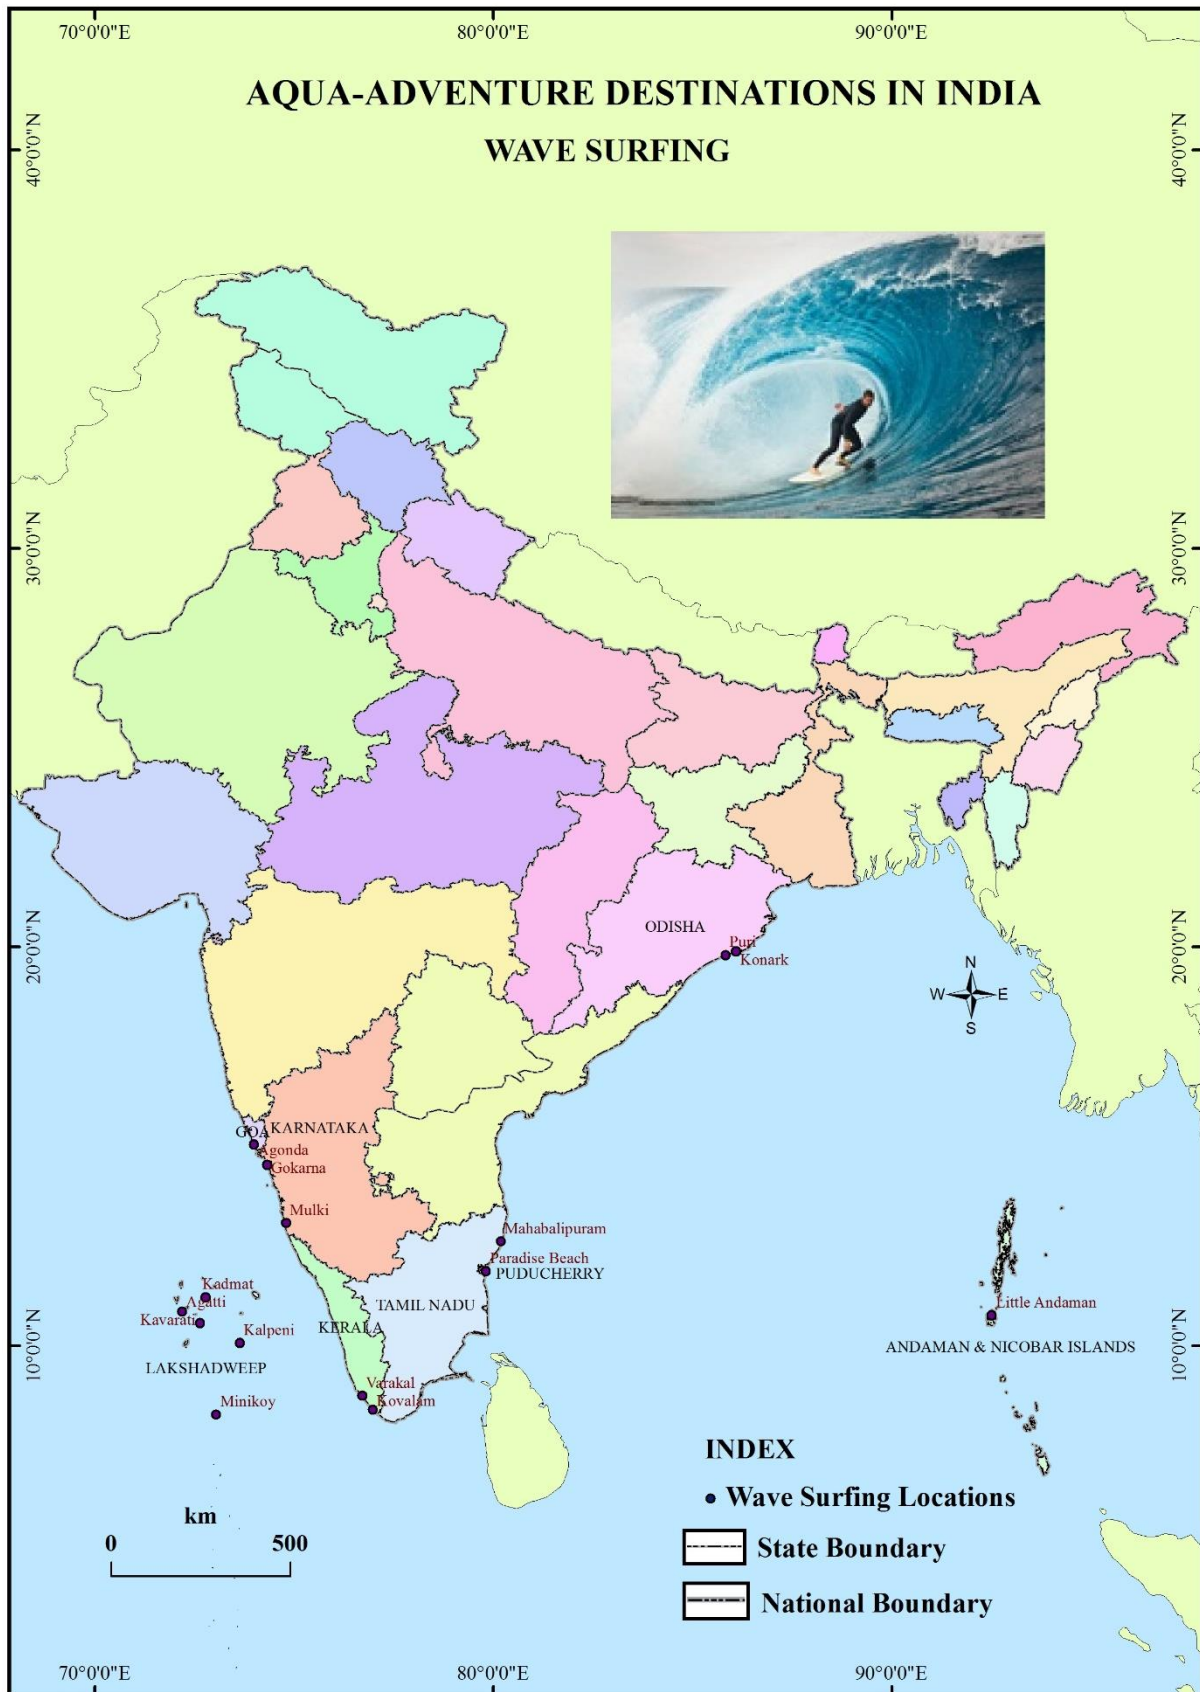 70°0'0"E 80°0'0"E 90°0'0"E
AQUA-ADVENTURE DESTINATIONS IN INDIA
WAVE SURFING
40°0'0"N 40°0'0"N
30°0'0"N 30°0'0"N
ODISHA
Puri
Konark
20°0'0"N 20°0'0"N
N
W E
S
GOA KARNATAKA
Agonda
Gokarna
Mulki
Mahabalipuram
Paradise Beach
PUDUCHERRY
Kadmat
Agatti
Kavarati
Kalpeni
TAMIL NADU
KERALA
Little Andaman
ANDAMAN & NICOBAR ISLANDS
10°0'0"N 10°0'0"N
LAKSHADWEEP
Varakal
Kovalam
Minikoy
INDEX
Wave Surfing Locations
State Boundary
National Boundary
km
0 500
70°0'0"E 80°0'0"E 90°0'0"E